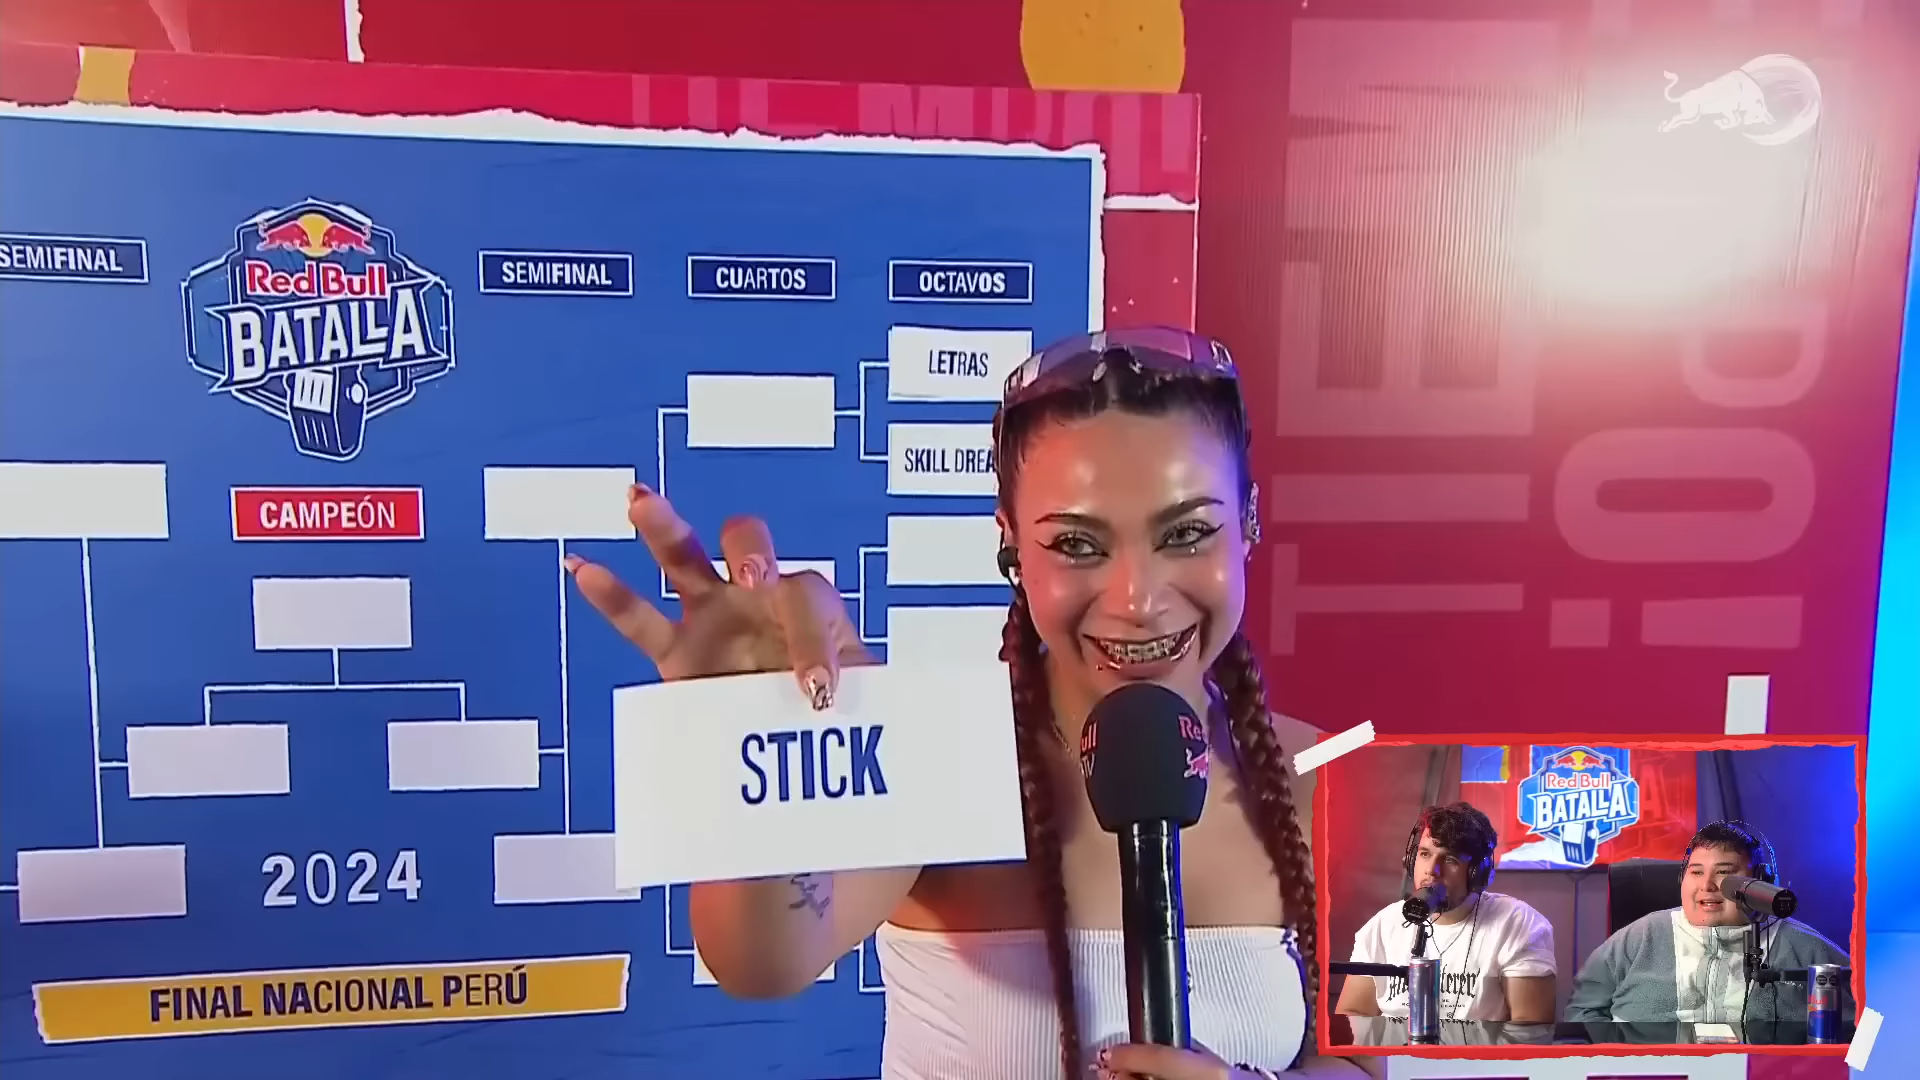 SEMIFINAL
Red Bull
BATALLA
SEMIFINAL
CUARTOS
OCTAVOS
LETRAS
SKILL DREA
CAMPEÓN
STICK
2024
FINAL NACIONAL PERÚ
Red Bull
BATALLA